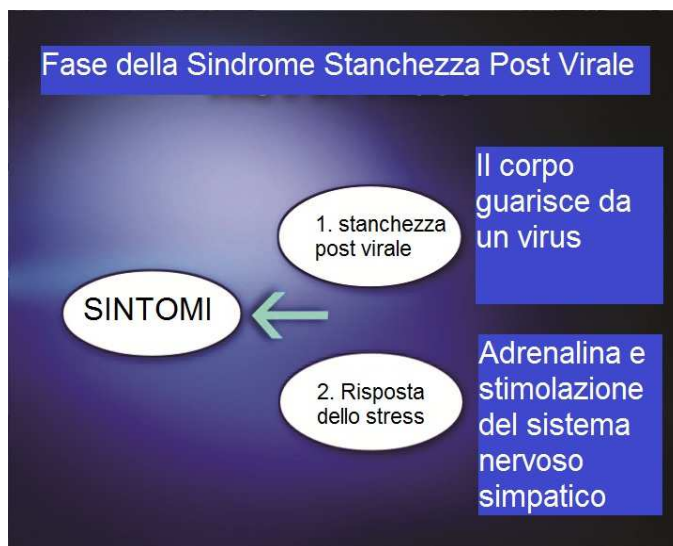 Fase della Sindrome Stanchezza Post Virale
Il corpo
guarisce da
un virus
1. stanchezza
post virale
SINTOMI
Adrenalina e
stimolazione
del sistema
nervoso
simpatico
2. Risposta
dello stress